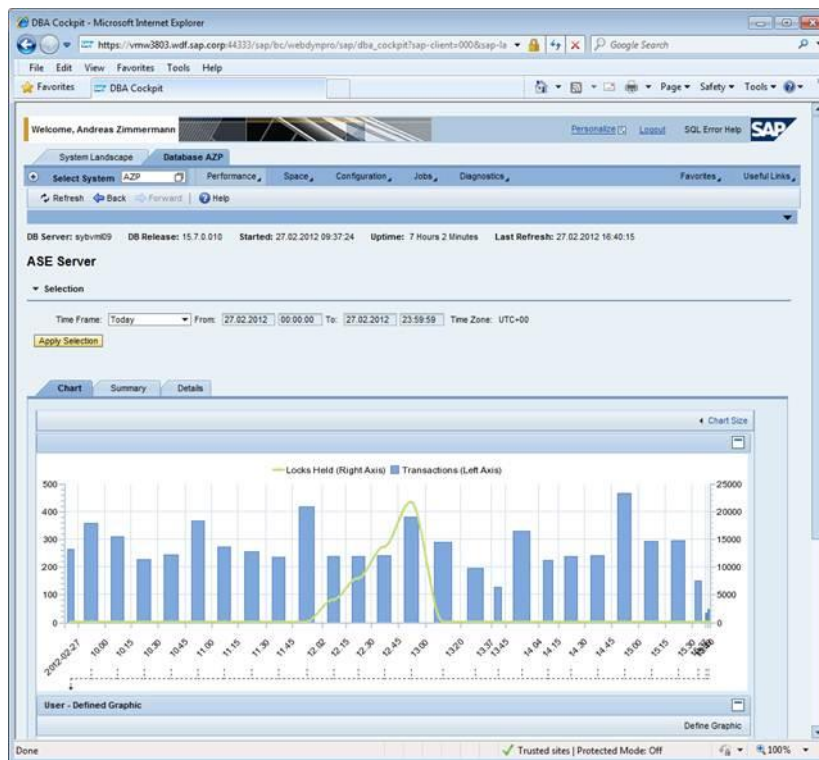 DBA Cockpit - Microsoft Internet Explorer
https://vmw3803.wdf.sap.corp:44333/sap/bc/webdynpro/sap/dba_cockpit?sap-client=000&sap-la
Google Search
File Edit View Favorites Tools Help
Favorites DBA Cockpit Page Safety Tools
Welcome, Andreas Zimmermann Personalize Logout SQL Error Help SAP
System Landscape Database AZP
Select System AZP Performance Space Configuration Jobs Diagnostics Favorites Useful Links
Refresh Back Forward Help
DB Server: sybvml09 DB Release: 15.7.0.010 Started: 27.02.2012 09:37:24 Uptime: 7 Hours 2 Minutes Last Refresh: 27.02.2012 16:40:15
ASE Server
Selection
Time Frame: Today From: 27.02.2012 00:00:00 To: 27.02.2012 23:59:59 Time Zone: UTC+00
Apply Selection
Chart Summary Details
Chart Size
Locks Held (Right Axis) Transactions (Left Axis)
500 25000
400 20000
300 15000
200 10000
100 5000
0 0
2012-02-27 10:00 10:15 10:30 10:45 11:00 11:15 11:30 11:45 12:02 12:15 12:30 12:45 13:00 13:20 13:37 13:45 14:04 14:15 14:30 14:45 15:00 15:15 15:30
User - Defined Graphic
Define Graphic
Done Trusted sites | Protected Mode: Off 100%